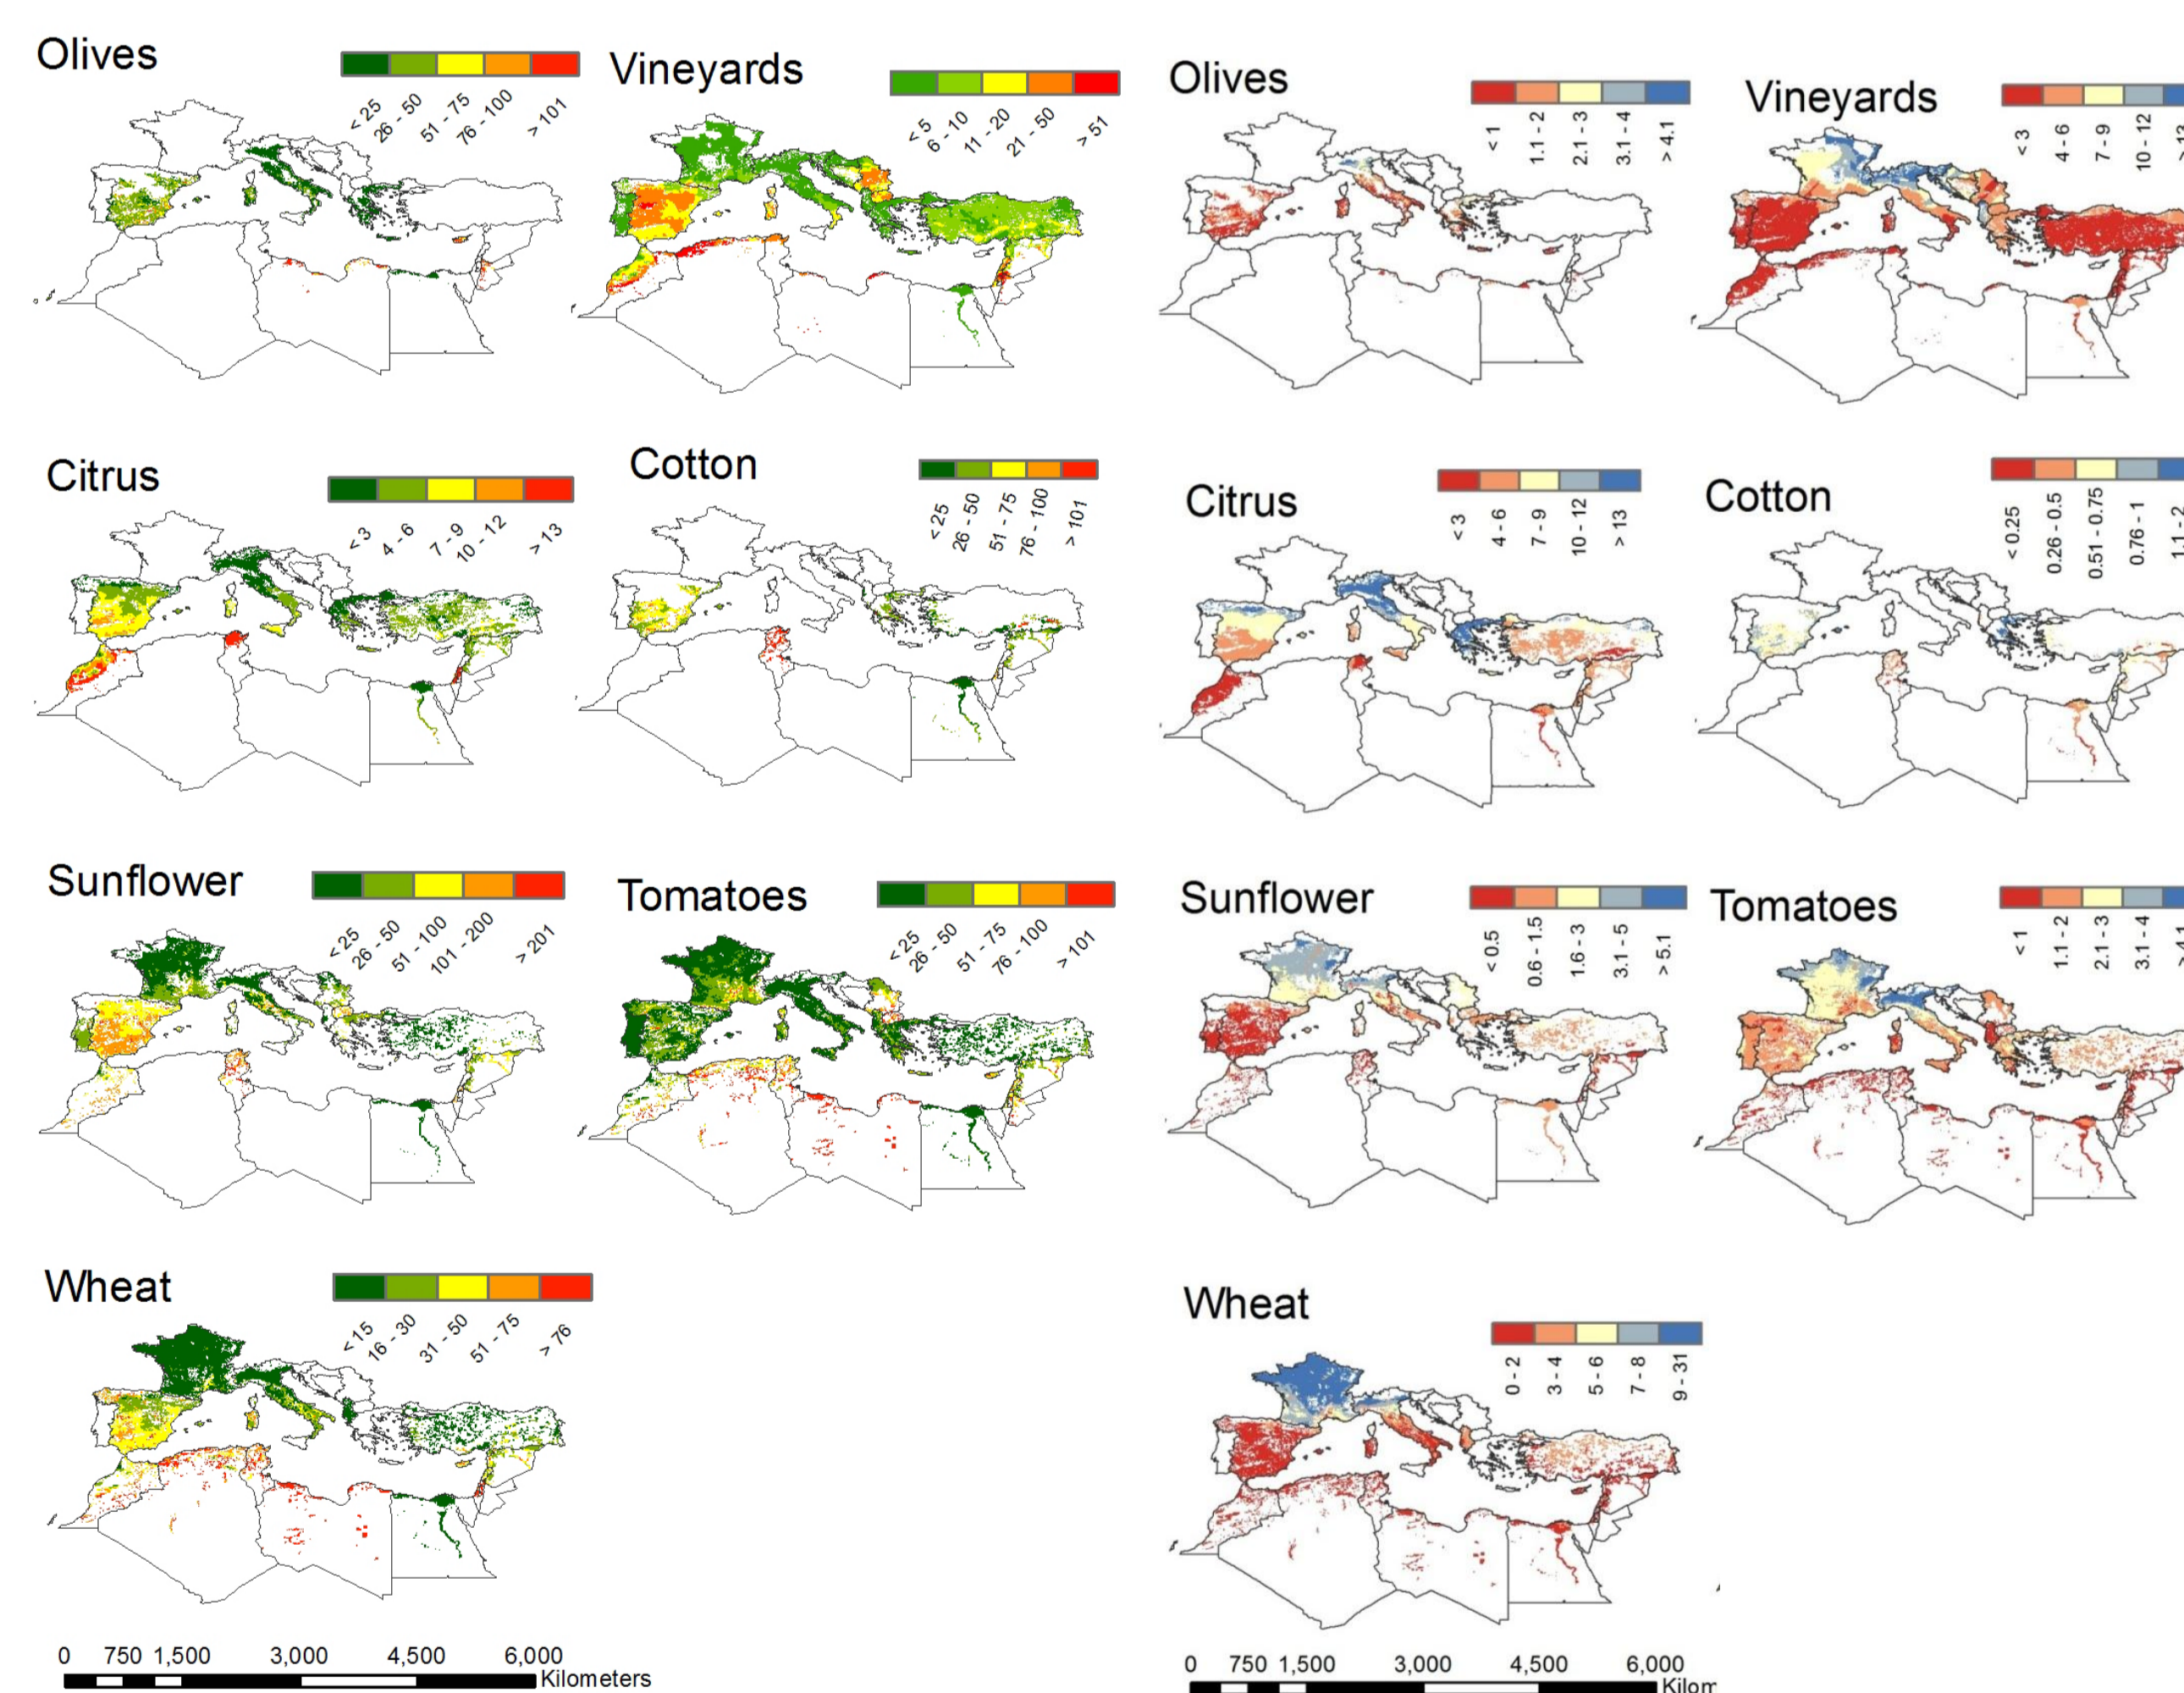 Olives
< 25 26 - 50 51 - 75 76 - 100 > 101
Vineyards
< 5 6 - 10 11 - 20 21 - 50 > 51
Olives
< 1 1.1 - 2 2.1 - 3 3.1 - 4 > 4.1
Vineyards
< 3 4 - 6 7 - 9 10 - 12
Citrus
< 3 4 - 6 7 - 9 10 - 12 > 13
Cotton
< 25 26 - 50 51 - 75 76 - 100 > 101
Citrus
< 3 4 - 6 7 - 9 10 - 12 > 13
Cotton
< 0.25 0.26 - 0.5 0.51 - 0.75 0.76 - 1 1.1 - 2
Sunflower
< 25 26 - 50 51 - 100 101 - 200 > 201
Tomatoes
< 25 26 - 50 51 - 75 76 - 100 > 101
Sunflower
< 0.5 0.6 - 1.5 1.6 - 3 3.1 - 5 > 5.1
Tomatoes
< 1 1.1 - 2 2.1 - 3 3.1 - 4
Wheat
< 15 16 - 30 31 - 50 51 - 75 > 76
Wheat
0 - 2 3 - 4 5 - 6 7 - 8 9 - 31
0 750 1,500 3,000 4,500 6,000
Kilometers
0 750 1,500 3,000 4,500 6,000
Kilom